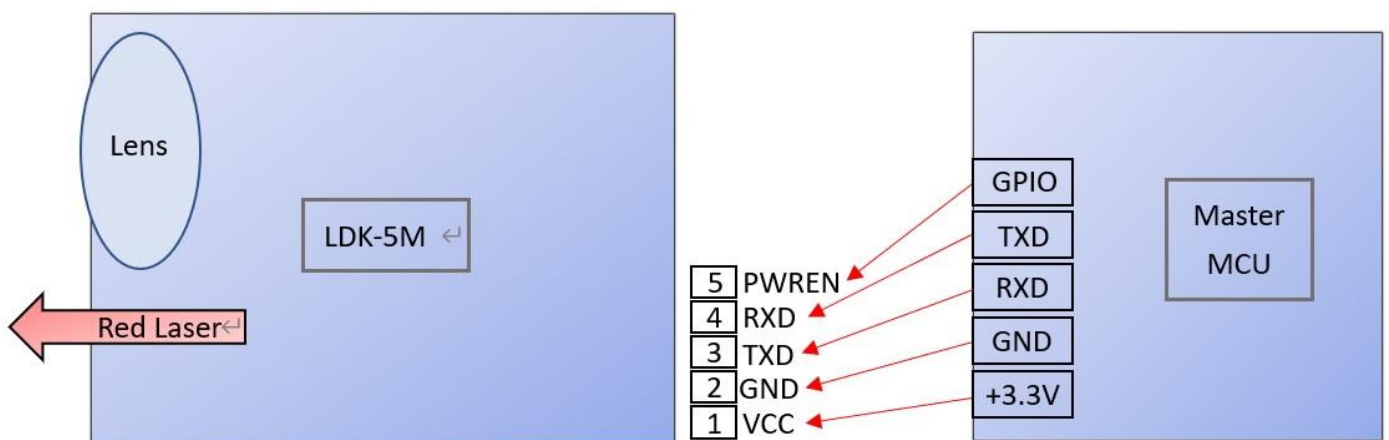 Lens
LDK-5M ↵
Red Laser↵
5 PWREN
4 RXD
3 TXD
2 GND
1 VCC
GPIO
TXD
RXD
GND
+3.3V
Master
MCU